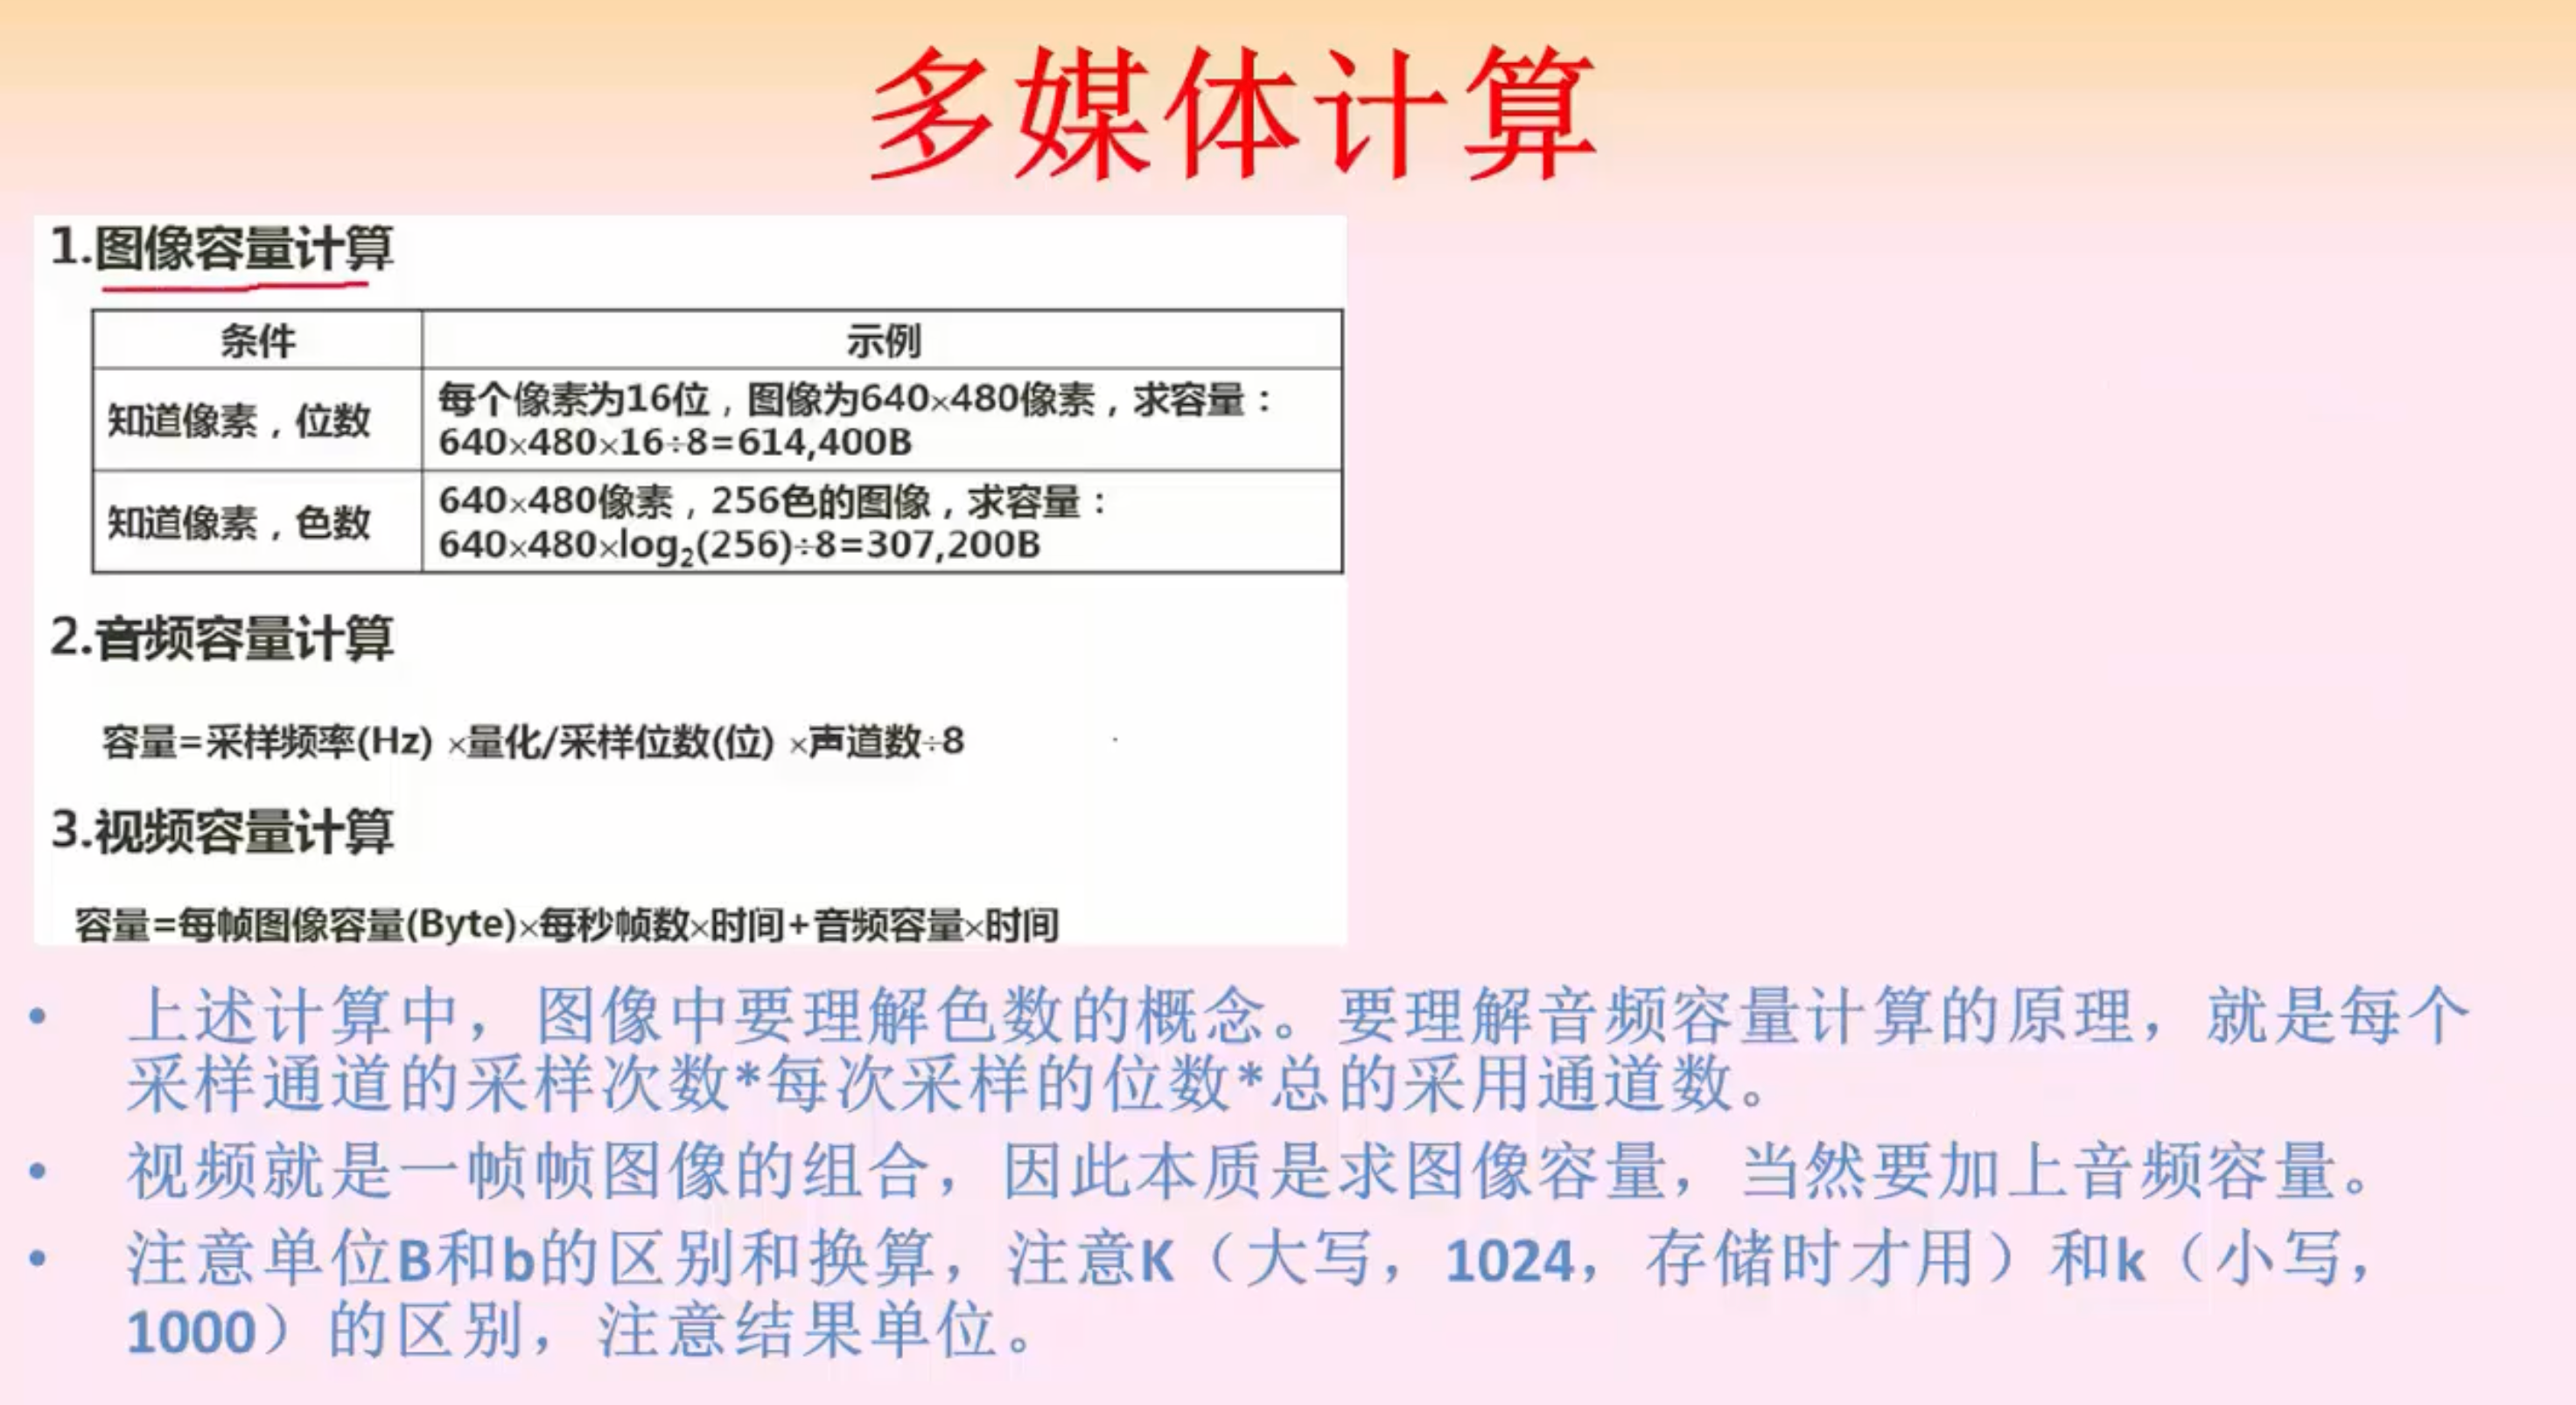 多媒体计算
1.图像容量计算
条件 示例
知道像素，位数
每个像素为16位，图像为640×480像素，求容量：
640×480×16÷8=614,400B
知道像素，色数
640×480像素，256色的图像，求容量：
640×480×log₂(256)÷8=307,200B
2.音频容量计算
容量=采样频率(Hz) ×量化/采样位数(位) ×声道数÷8
3.视频容量计算
容量=每帧图像容量(Byte)×每秒帧数×时间+音频容量×时间
• 上述计算中，图像中要理解色数的概念。要理解音频容量计算的原理，就是每个
采样通道的采样次数*每次采样的位数*总的采用通道数。
• 视频就是一帧帧图像的组合，因此本质是求图像容量，当然要加上音频容量。
• 注意单位B和b的区别和换算，注意K（大写，1024，存储时才用）和k（小写，
1000）的区别，注意结果单位。